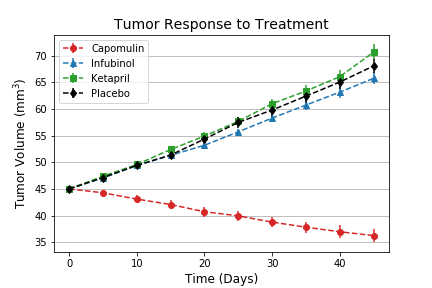 Tumor Response to Treatment
Capomulin
Infubinol
Ketapril
Placebo
70
65
60
55
50
45
40
35
Tumor Volume (mm³)
0 10 20 30 40
Time (Days)